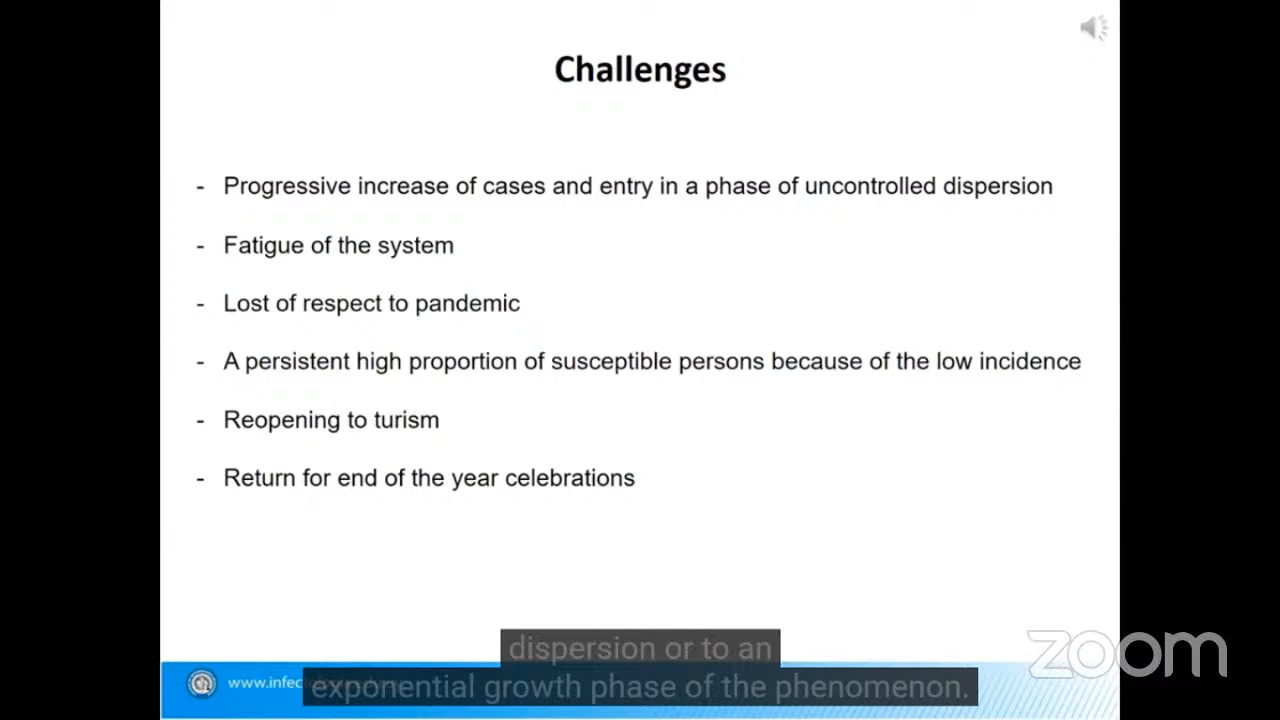 Challenges
- Progressive increase of cases and entry in a phase of uncontrolled dispersion
- Fatigue of the system
- Lost of respect to pandemic
- A persistent high proportion of susceptible persons because of the low incidence
- Reopening to turism
- Return for end of the year celebrations
dispersion or to an
zoom
exponential growth phase of the phenomenon.